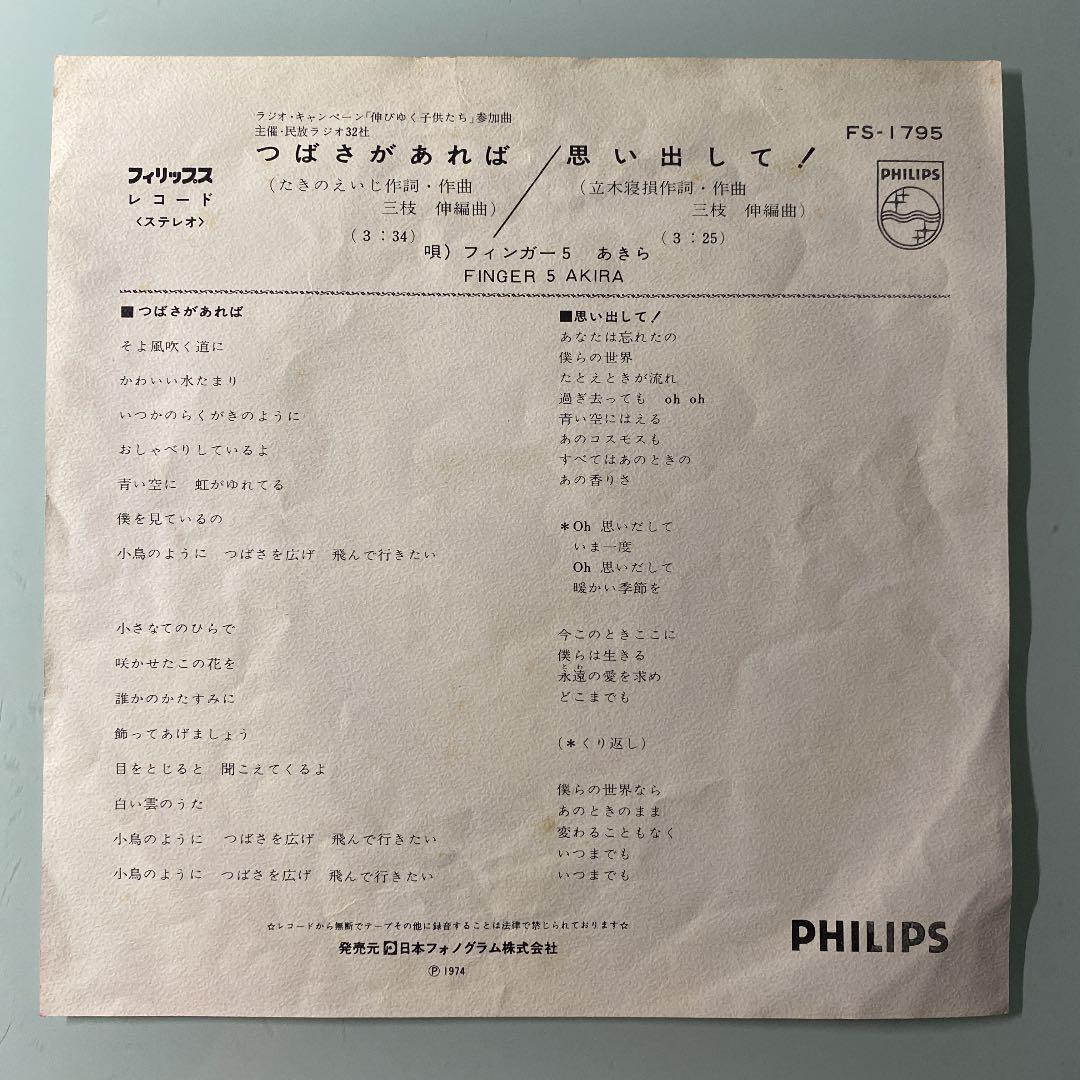 ラジオ・キャンペーン「伸びゆく子供たち」参加曲
主催・民放ラジオ32社
FS-1795
フィリップス
レコード
〈ステレオ〉
つばさがあれば/思い出して!
(たきのえいじ作詞・作曲
三枝 伸編曲)
(3:34)
(立木寝損作詞・作曲
三枝 伸編曲)
(3:25)
PHILIPS
唄)フィンガー5 あきら
FINGER 5 AKIRA
■つばさがあれば
そよ風吹く道に
かわいい水たまり
いつかのらくがきのように
おしゃべりしているよ
青い空に 虹がゆれてる
僕を見ているの
小鳥のように つばさを広げ 飛んで行きたい
小さなてのひらで
咲かせたこの花を
誰かのかたすみに
飾ってあげましょう
目をとじると 聞こえてくるよ
白い雲のうた
小鳥のように つばさを広げ 飛んで行きたい
小鳥のように つばさを広げ 飛んで行きたい
■思い出して!
あなたは忘れたの
僕らの世界
たとえときが流れ
過ぎ去っても oh oh
青い空にはえる
あのコスモスも
すべてはあのときの
あの香りさ
*Oh 思いだして
いま一度
Oh 思いだして
暖かい季節を
今このときここに
僕らは生きる
とわ
永遠の愛を求め
どこまでも
(*くり返し)
僕らの世界なら
あのときのまま
変わることもなく
いつまでも
いつまでも
☆レコードから無断でテープその他に録音することは法律で禁じられております☆
発売元 日本フォノグラム株式会社
Ⓟ1974
PHILIPS